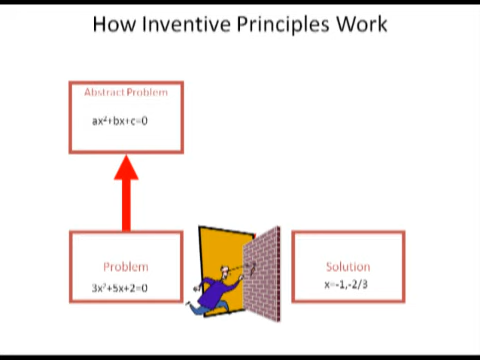 How Inventive Principles Work
Abstract Problem
ax²+bx+c=0
Problem
3x²+5x+2=0
Solution
x=-1,-2/3